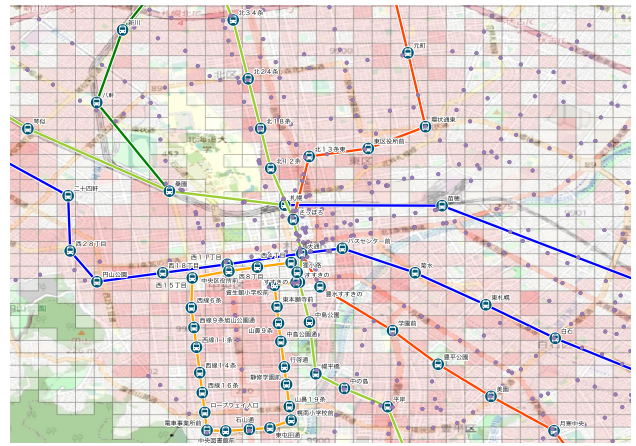 新川
北34条
元町
北24条
八軒
琴似
北18条
環状通東
東区役所前
北13条東
北12条
桑園
二十四軒
札幌
苗穂
さっぽろ
西28丁目
大通
バスセンター前
西11丁目
西18丁目
円山公園
西15丁目
中央区役所前
西8丁目
狸小路
すすきの
すすきの
菊水
資生館小学校前
豊水すすきの
西線6条
東本願寺前
東札幌
西線9条旭山公園通
山鼻9条
中島公園
学園前
白石
西線11条
中島公園通
西線14条
行啓通
幌平橋
豊平公園
静修学園前
西線16条
中の島
美園
ロープウェイ入口
山鼻19条
平岸
幌南小学校前
電車事業所前
石山通
東屯田通
中央図書館前
月寒中央